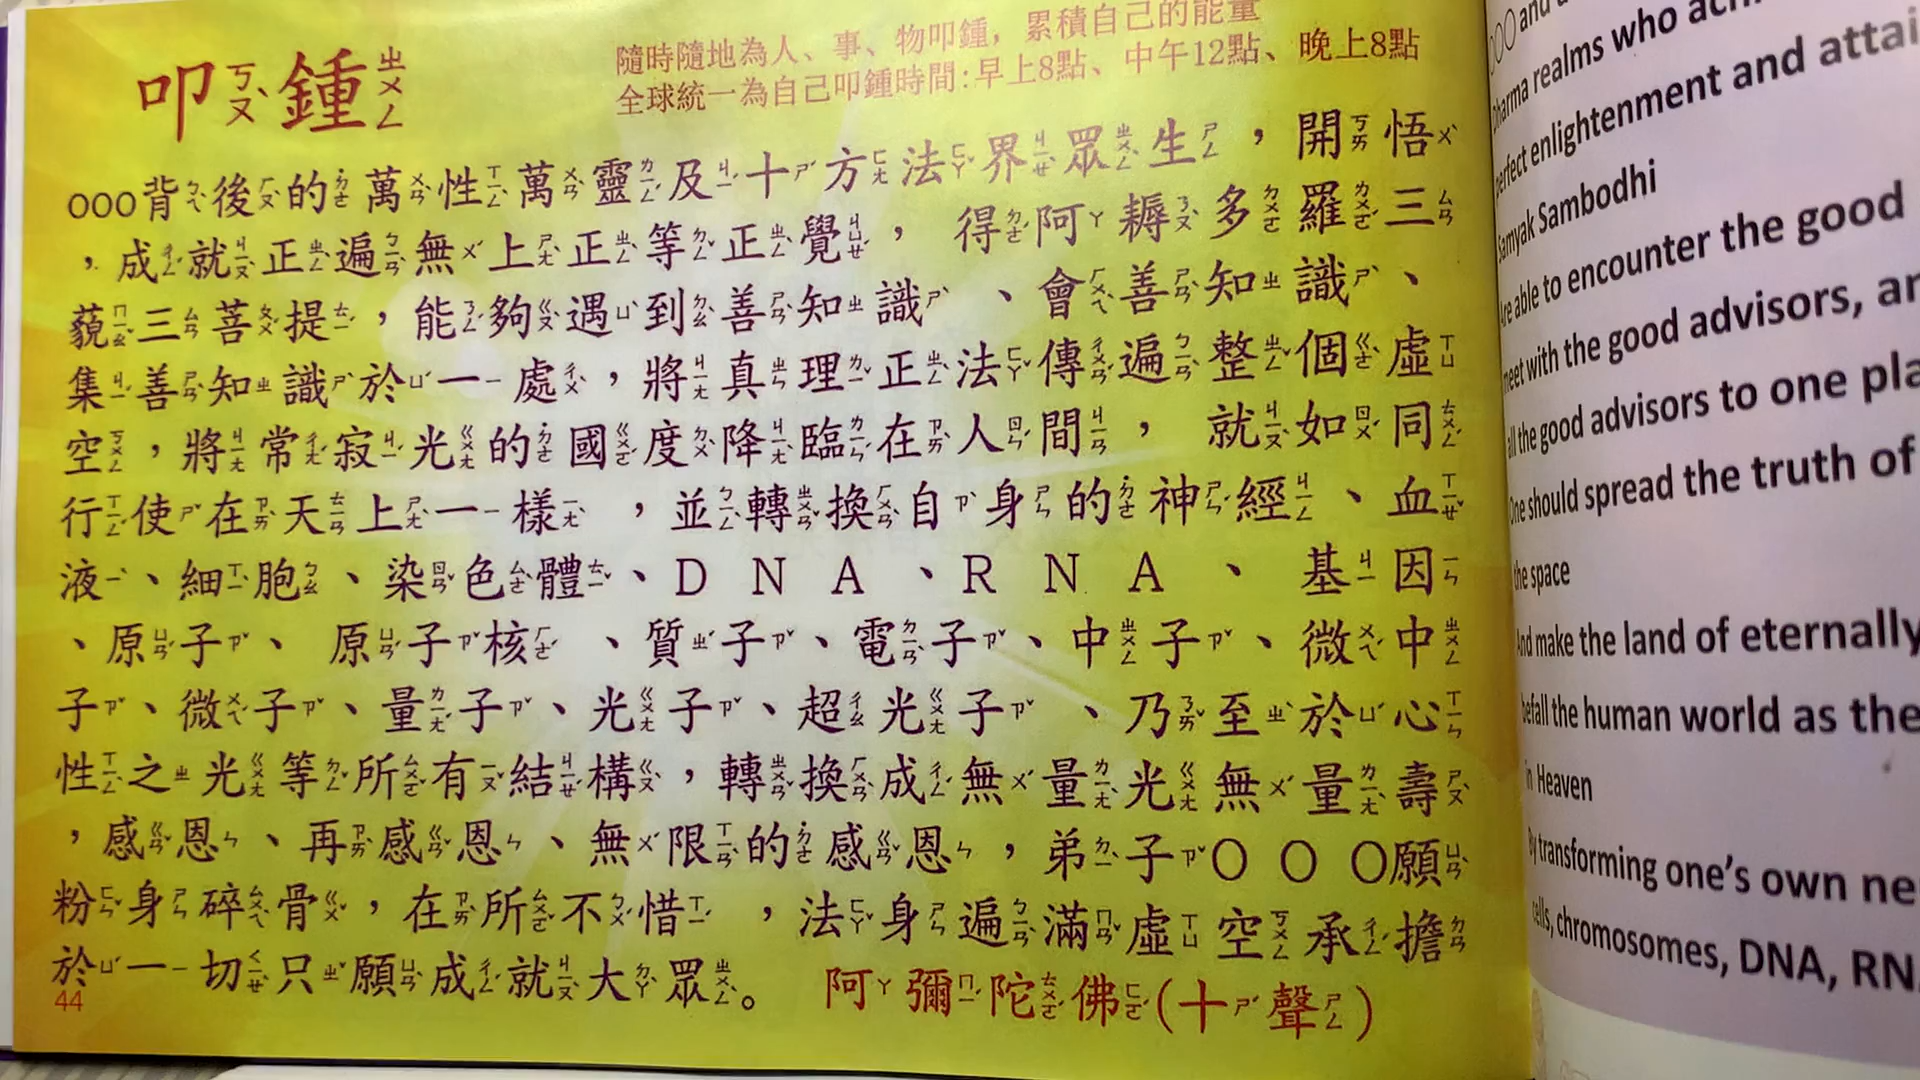 叩鍾
隨時隨地為人、事、物叩鍾，累積自己的能量
全球統一為自己叩鍾時間：早上8點、中午12點、晚上8點
OOO背後的萬性萬靈及十方法界眾生，開悟
，成就正遍無上正等正覺，得阿耨多羅三
藐三菩提，能夠遇到善知識、會善知識、
集善知識於一處，將真理正法傳遍整個虛
空，將常寂光的國度降臨在人間，就如同
行使在天上一樣，並轉換自身的神經、血
液、細胞、染色體、DNA、RNA、基因
、原子、原子核、質子、電子、中子、微中
子、微子、量子、光子、超光子、乃至於心
性之光等所有結構，轉換成無量光無量壽
，感恩、再感恩、無限的感恩，弟子〇〇〇願
粉身碎骨，在所不惜，法身遍滿虛空承擔
於一切只願成就大眾。 阿彌陀佛(十聲)
44
〇〇 and
Dharma realms who
perfect enlightenment and
Samyak Sambodhi
Are able to encounter the good
meet with the good advisors,
all the good advisors to one
One should spread the truth of
the space
And make the land of eternally
befall the human world as the
in Heaven
By transforming one's own
cells, chromosomes, DNA,